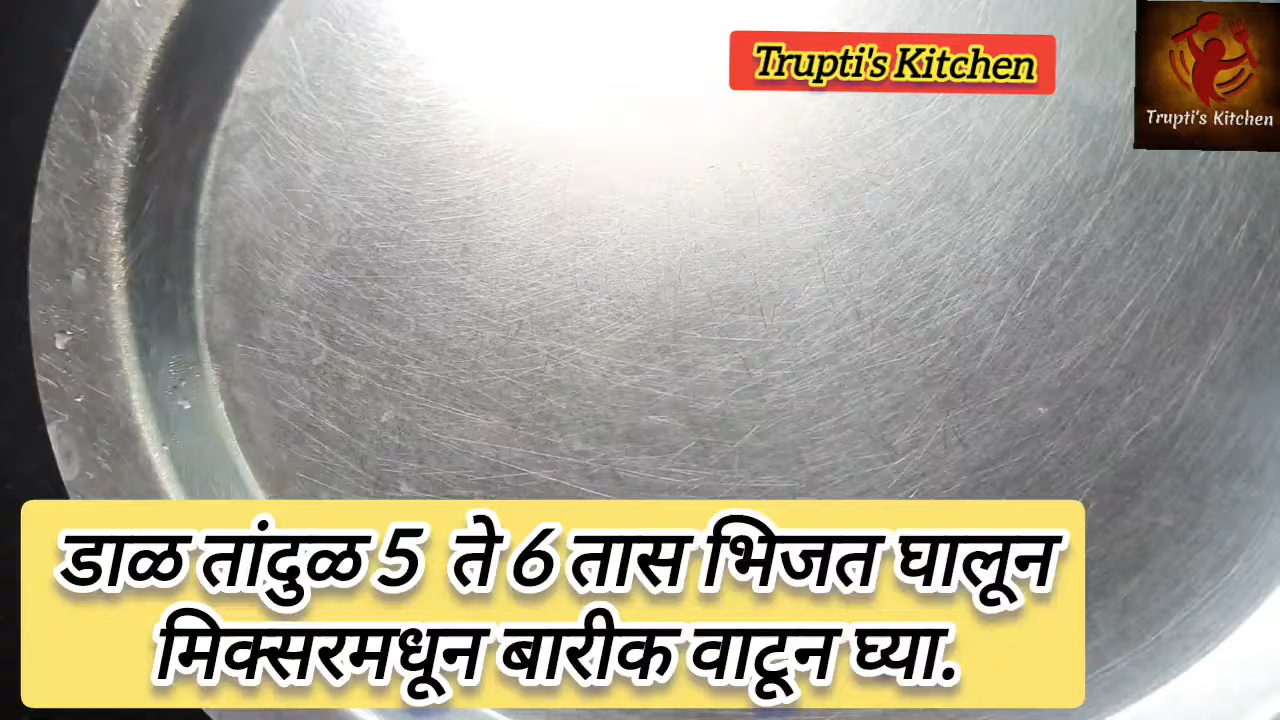 Trupti's Kitchen
Trupti's Kitchen
डाळ तांदुळ 5 ते 6 तास भिजत घालून
मिक्सरमधून बारीक वाटून घ्या.